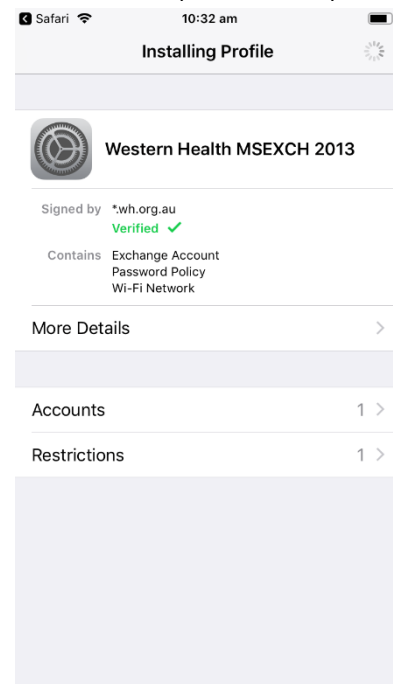 Safari 10:32 am
Installing Profile
Western Health MSEXCH 2013
Signed by *.wh.org.au
Verified ✓
Contains Exchange Account
Password Policy
Wi-Fi Network
More Details
Accounts 1
Restrictions 1